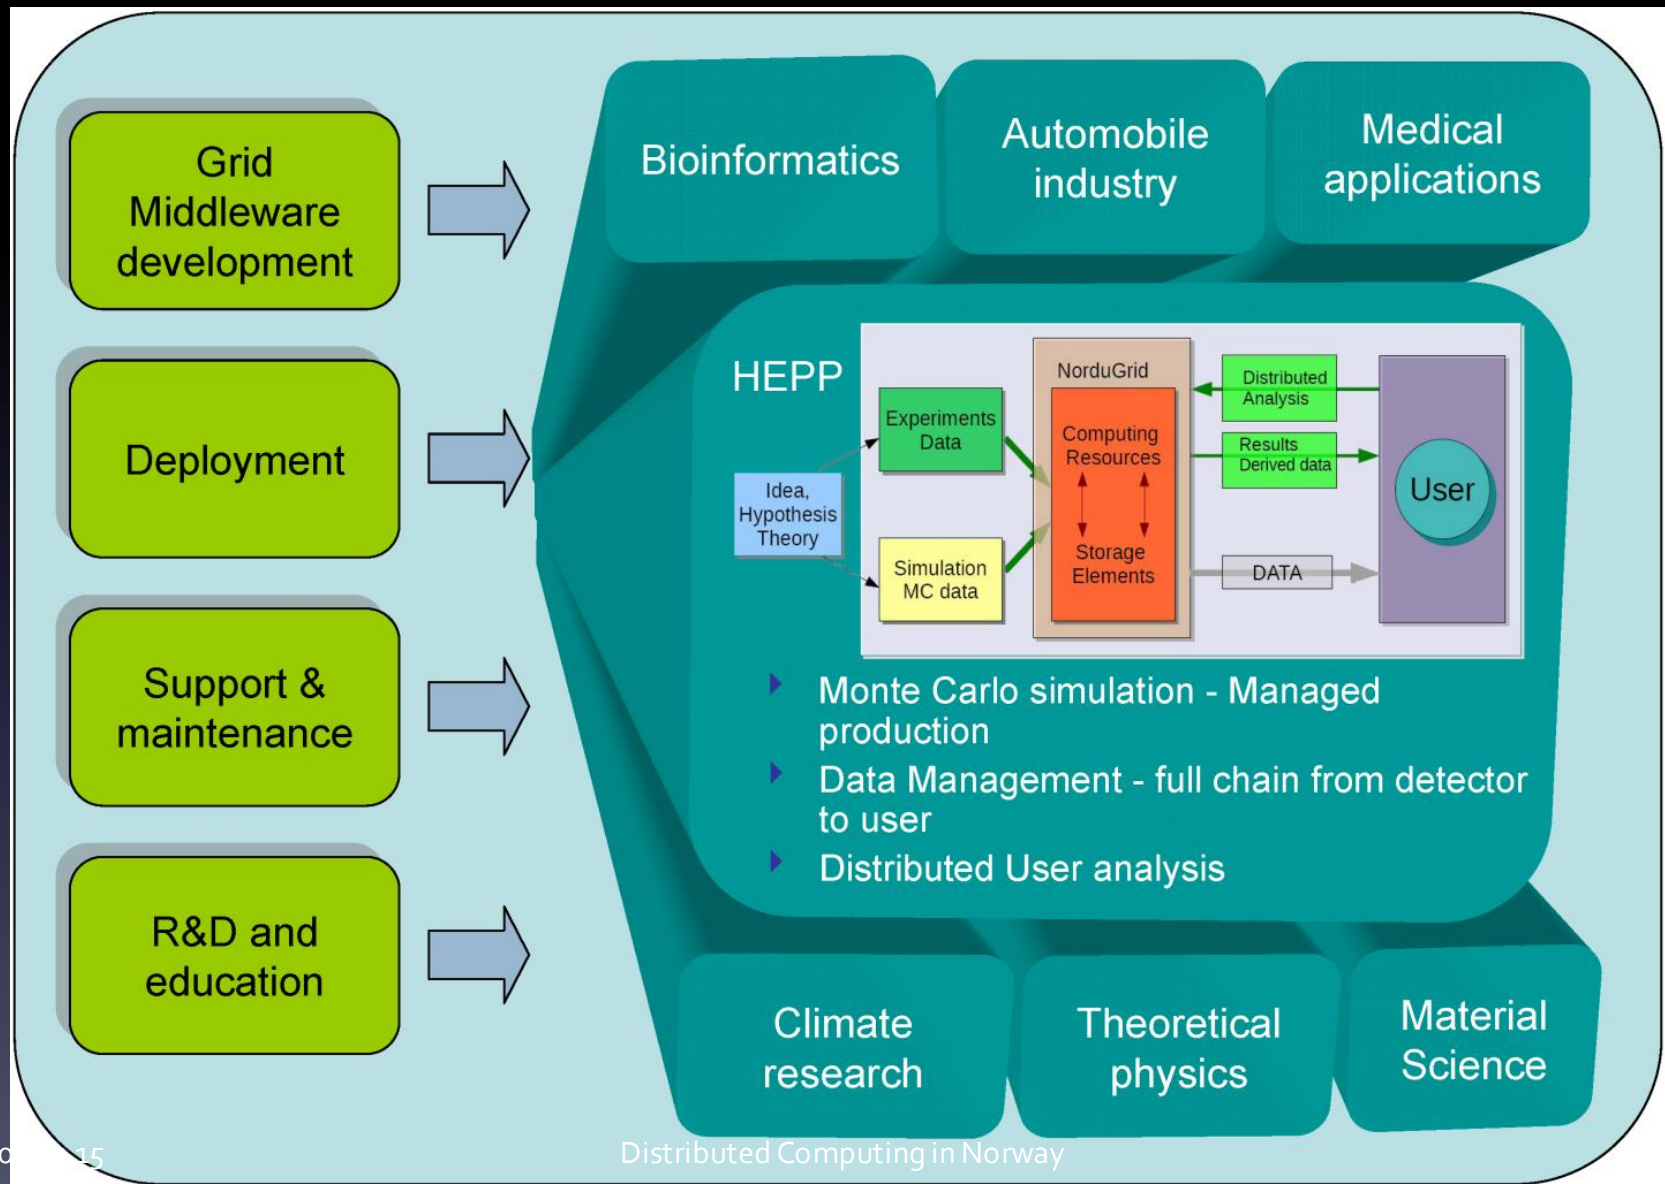 Grid
Middleware
development
Deployment
Support &
maintenance
R&D and
education
Bioinformatics
Automobile
industry
Medical
applications
HEPP
Idea,
Hypothesis
Theory
Experiments
Data
Simulation
MC data
NorduGrid
Computing
Resources
Storage
Elements
Distributed
Analysis
Results
Derived data
DATA
User
Monte Carlo simulation - Managed
production
Data Management - full chain from detector
to user
Distributed User analysis
Climate
research
Theoretical
physics
Material
Science
15
Distributed Computing in Norway